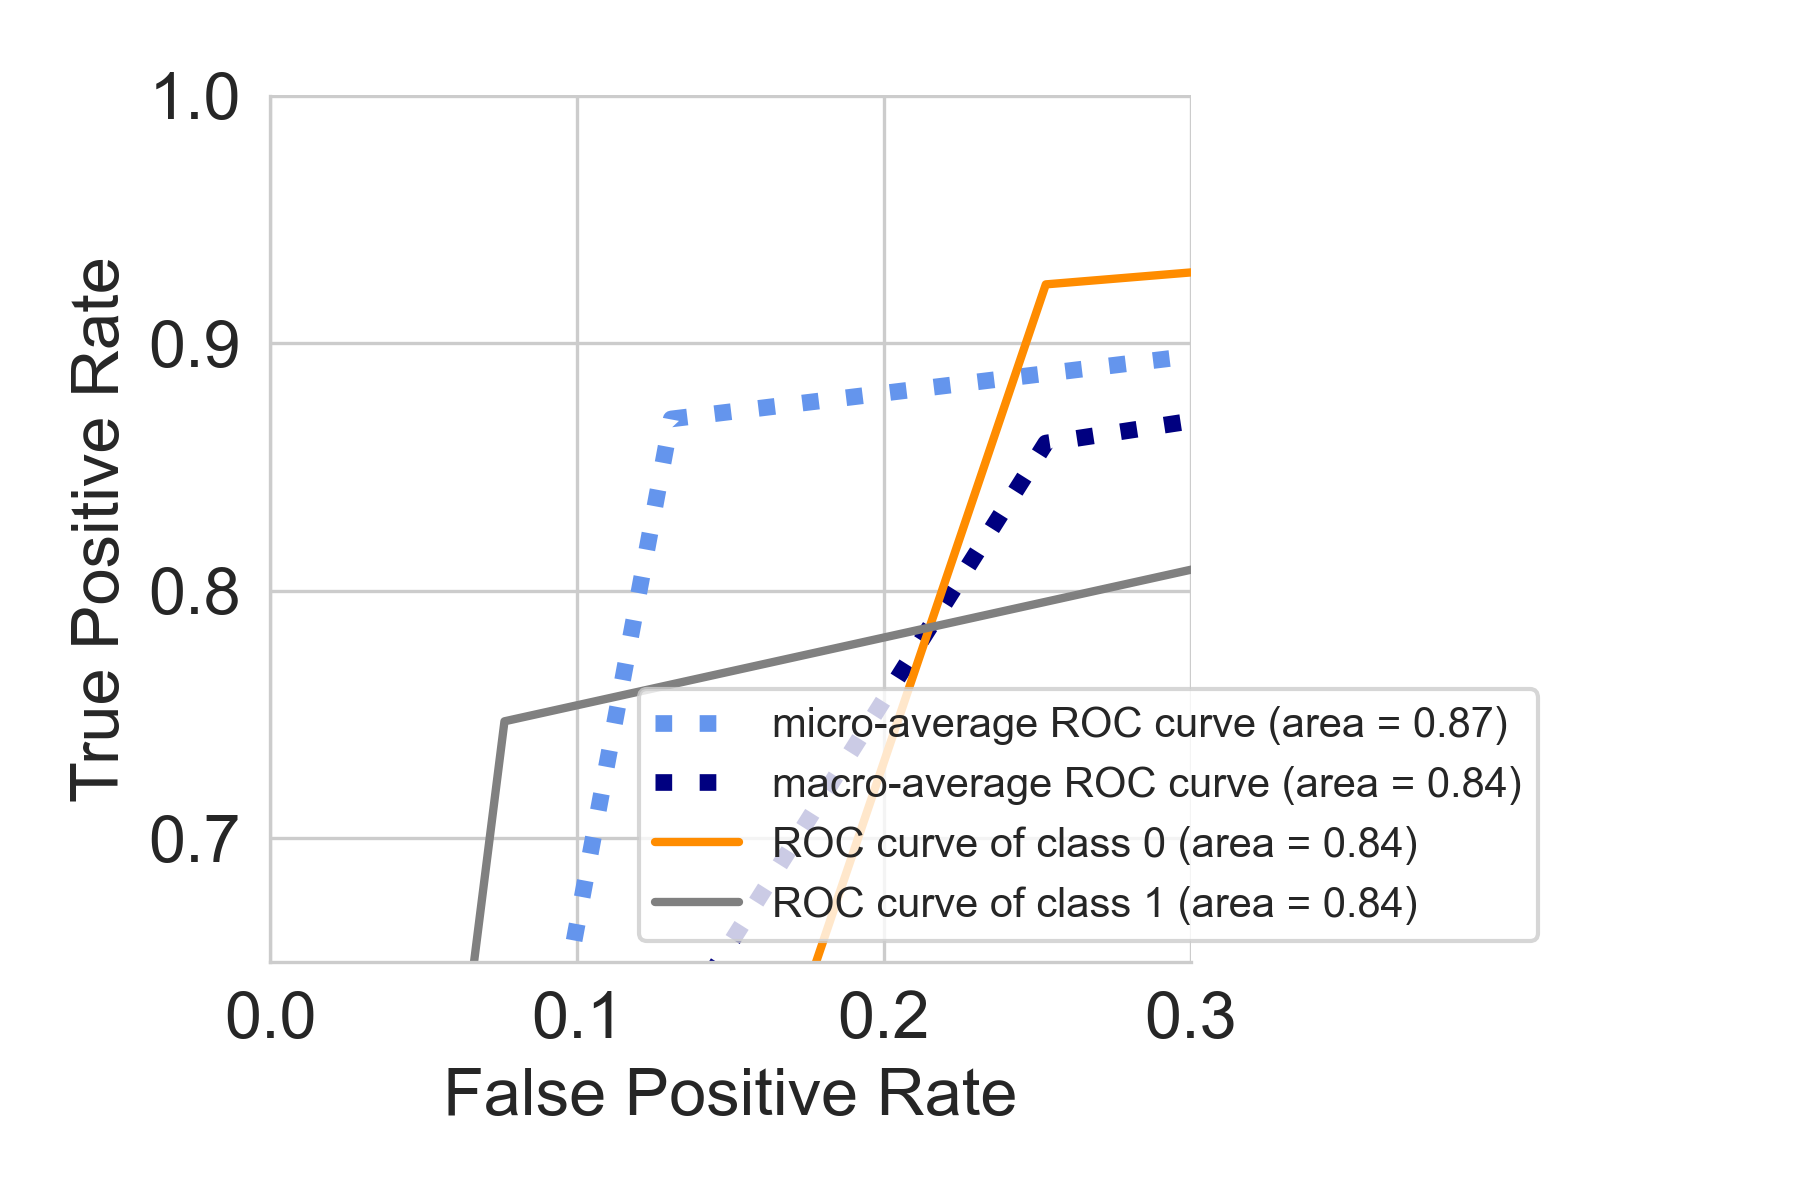 1.0
0.9
0.8
0.7
True Positive Rate
micro-average ROC curve (area = 0.87)
macro-average ROC curve (area = 0.84)
ROC curve of class 0 (area = 0.84)
ROC curve of class 1 (area = 0.84)
0.0 0.1 0.2 0.3
False Positive Rate